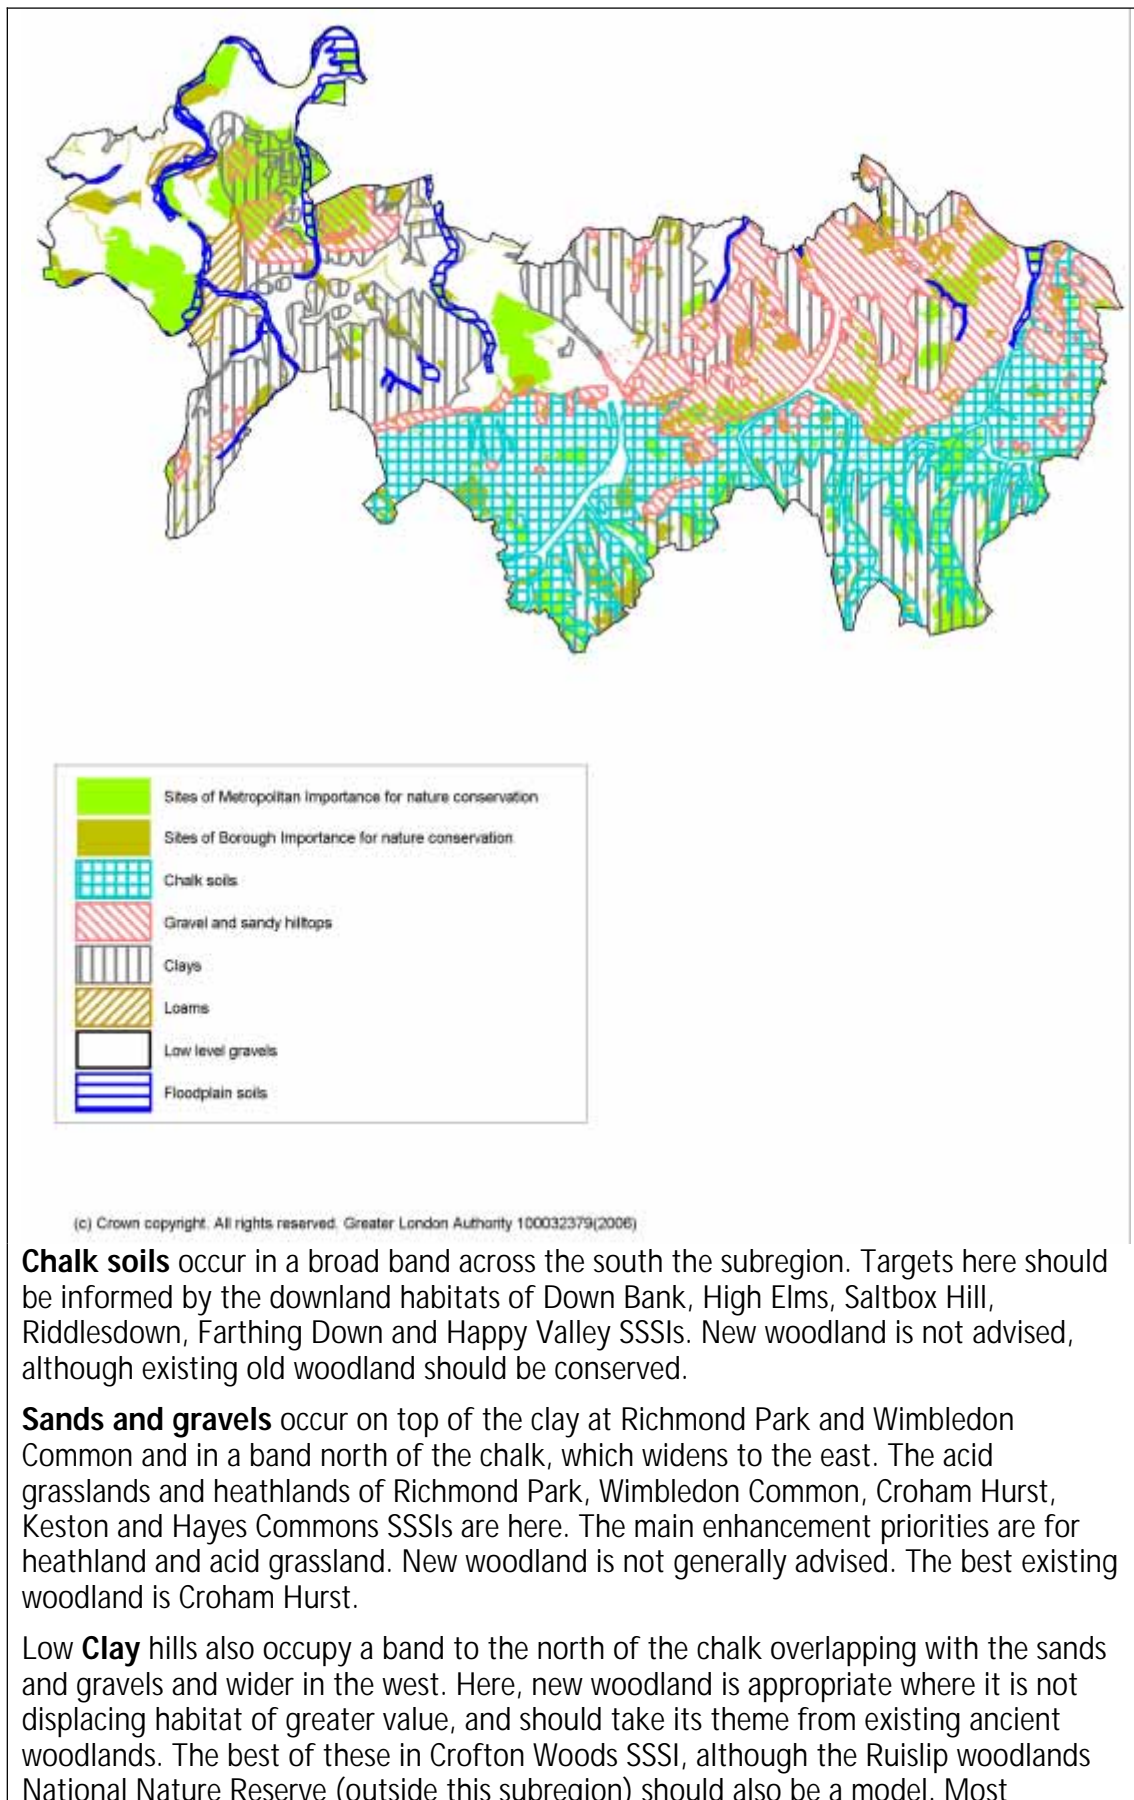 Sites of Metropolitan Importance for nature conservation
Sites of Borough Importance for nature conservation
Chalk soils
Gravel and sandy hilltops
Clays
Loams
Low level gravels
Floodplain soils
(c) Crown copyright. All rights reserved. Greater London Authority 100032379(2006)
Chalk soils occur in a broad band across the south the subregion. Targets here should
be informed by the downland habitats of Down Bank, High Elms, Saltbox Hill,
Riddlesdown, Farthing Down and Happy Valley SSSIs. New woodland is not advised,
although existing old woodland should be conserved.
Sands and gravels occur on top of the clay at Richmond Park and Wimbledon
Common and in a band north of the chalk, which widens to the east. The acid
grasslands and heathlands of Richmond Park, Wimbledon Common, Croham Hurst,
Keston and Hayes Commons SSSIs are here. The main enhancement priorities are for
heathland and acid grassland. New woodland is not generally advised. The best existing
woodland is Croham Hurst.
Low Clay hills also occupy a band to the north of the chalk overlapping with the sands
and gravels and wider in the west. Here, new woodland is appropriate where it is not
displacing habitat of greater value, and should take its theme from existing ancient
woodlands. The best of these in Crofton Woods SSSI, although the Ruislip woodlands
National Nature Reserve (outside this subregion) should also be a model. Most